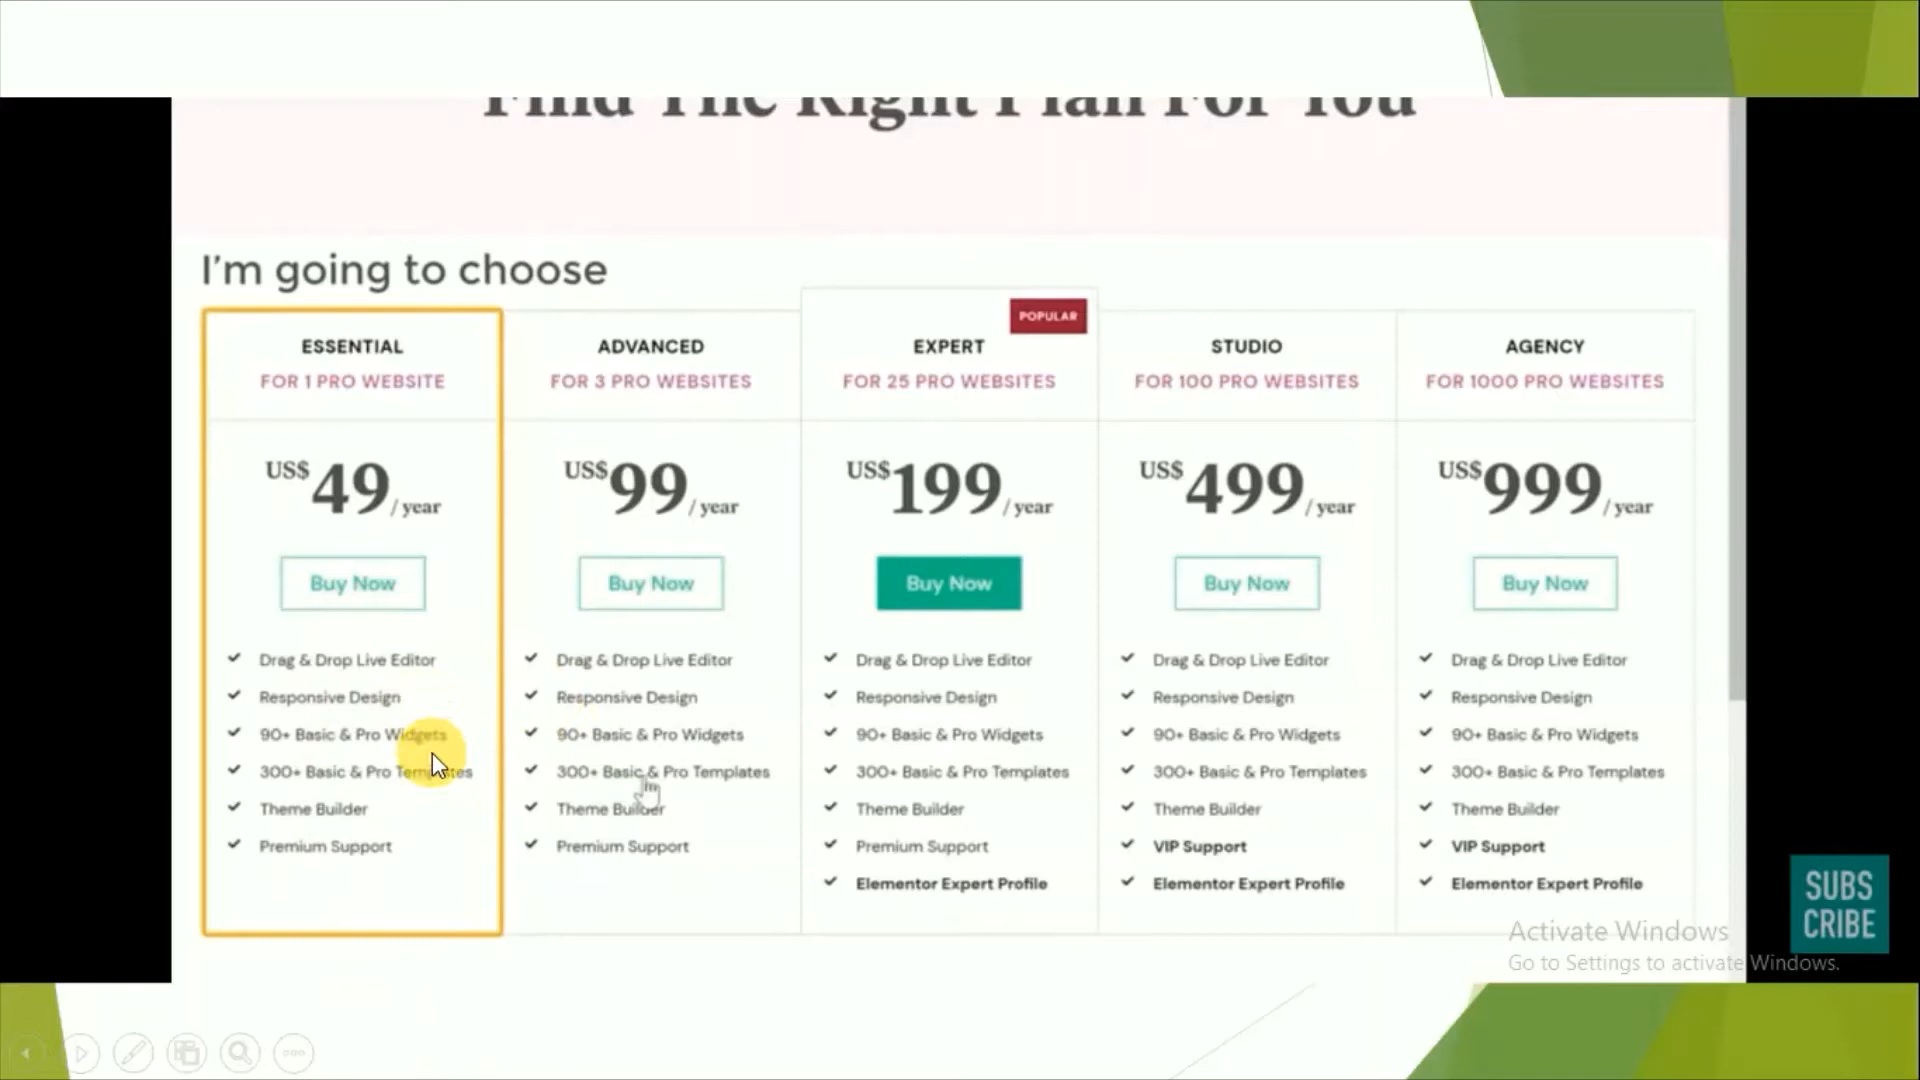 Find The Right Plan For You
I'm going to choose
ESSENTIAL
FOR 1 PRO WEBSITE
US$49/ year
Buy Now
Drag & Drop Live Editor
Responsive Design
90+ Basic & Pro Widgets
300+ Basic & Pro Templates
Theme Builder
Premium Support
ADVANCED
FOR 3 PRO WEBSITES
US$99/ year
Buy Now
Drag & Drop Live Editor
Responsive Design
90+ Basic & Pro Widgets
300+ Basic & Pro Templates
Theme Builder
Premium Support
POPULAR
EXPERT
FOR 25 PRO WEBSITES
US$199/ year
Buy Now
Drag & Drop Live Editor
Responsive Design
90+ Basic & Pro Widgets
300+ Basic & Pro Templates
Theme Builder
Premium Support
Elementor Expert Profile
STUDIO
FOR 100 PRO WEBSITES
US$499/ year
Buy Now
Drag & Drop Live Editor
Responsive Design
90+ Basic & Pro Widgets
300+ Basic & Pro Templates
Theme Builder
VIP Support
Elementor Expert Profile
AGENCY
FOR 1000 PRO WEBSITES
US$999/ year
Buy Now
Drag & Drop Live Editor
Responsive Design
90+ Basic & Pro Widgets
300+ Basic & Pro Templates
Theme Builder
VIP Support
Elementor Expert Profile
SUBS
CRIBE
Activate Windows
Go to Settings to activate Windows.